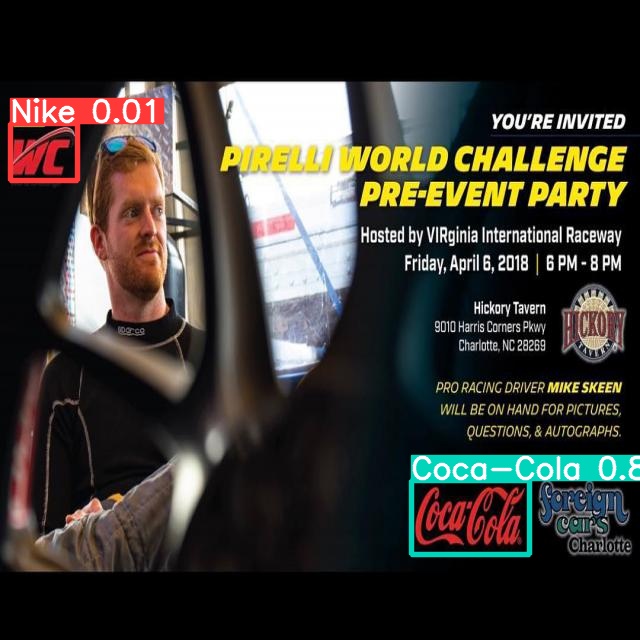 Nike 0.01
WC
YOU'RE INVITED
PIRELLI WORLD CHALLENGE
PRE-EVENT PARTY
Hosted by VIRginia International Raceway
Friday, April 6, 2018 | 6 PM - 8 PM
Hickory Tavern
9010 Harris Corners Pkwy
Charlotte, NC 28269
HICKORY
TAVERN
sparco
PRO RACING DRIVER MIKE SKEEN
WILL BE ON HAND FOR PICTURES,
QUESTIONS, & AUTOGRAPHS.
Coca-Cola 0.8
Coca-Cola
foreign
cars
Charlotte